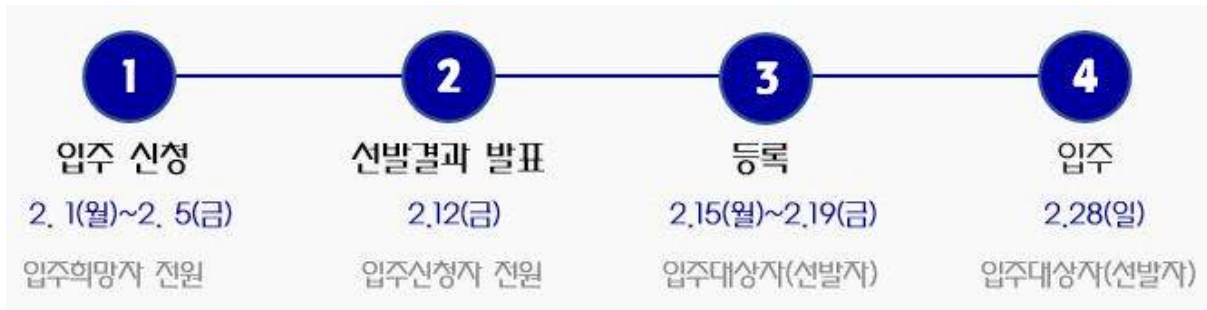 1
2
3
4
입주 신청
선발결과 발표
등록
입주
2. 1(월)~2. 5(금)
2.12(금)
2.15(월)~2.19(금)
2.28(일)
입주희망자 전원
입주신청자 전원
입주대상자(선발자)
입주대상자(선발자)